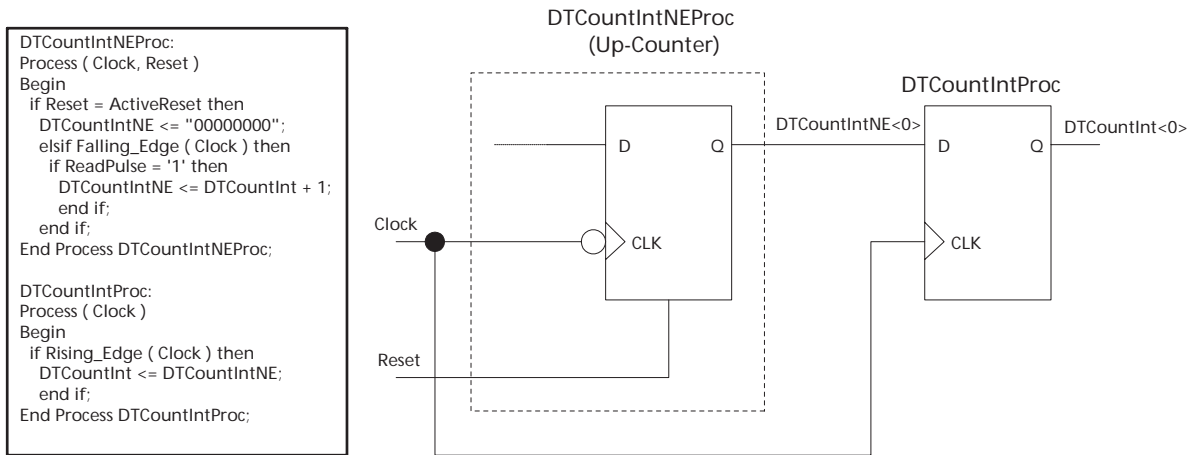 DTCountIntNEProc:
Process ( Clock, Reset )
Begin
if Reset = ActiveReset then
DTCountIntNE <= "00000000";
elsif Falling_Edge ( Clock ) then
if ReadPulse = '1' then
DTCountIntNE <= DTCountInt + 1;
end if;
end if;
End Process DTCountIntNEProc;
DTCountIntProc:
Process ( Clock )
Begin
if Rising_Edge ( Clock ) then
DTCountInt <= DTCountIntNE;
end if;
End Process DTCountIntProc;
DTCountIntNEProc
(Up-Counter)
DTCountIntProc
D
Q
DTCountIntNE<0>
D
Q
DTCountInt<0>
Clock
CLK
CLK
Reset